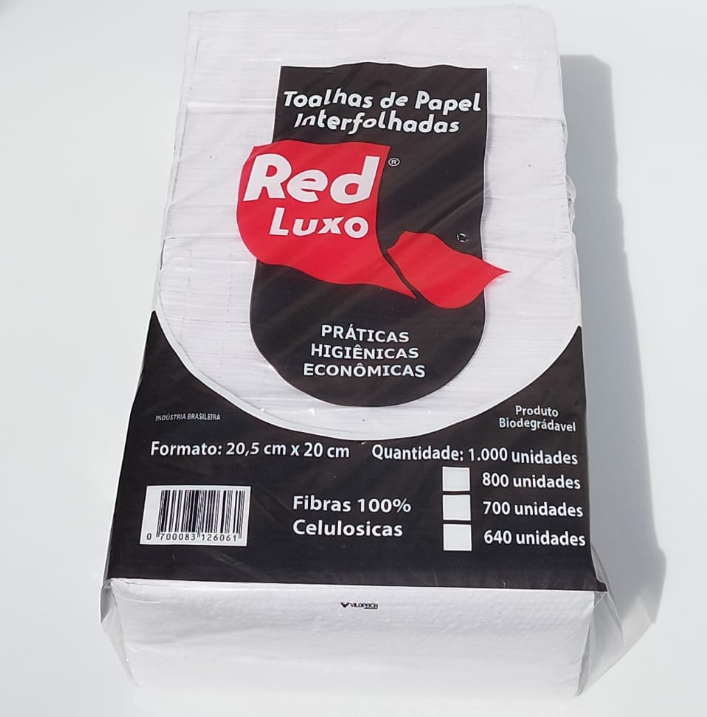 Toalhas de Papel
Interfolhadas
Red ®
Luxo
PRÁTICAS
HIGIÊNICAS
ECONÔMICAS
INDÚSTRIA BRASILEIRA
Produto
Biodegrádavel
Formato: 20,5 cm x 20 cm
Quantidade: 1.000 unidades
800 unidades
700 unidades
640 unidades
Fibras 100%
Celulosicas
0 700083 126061